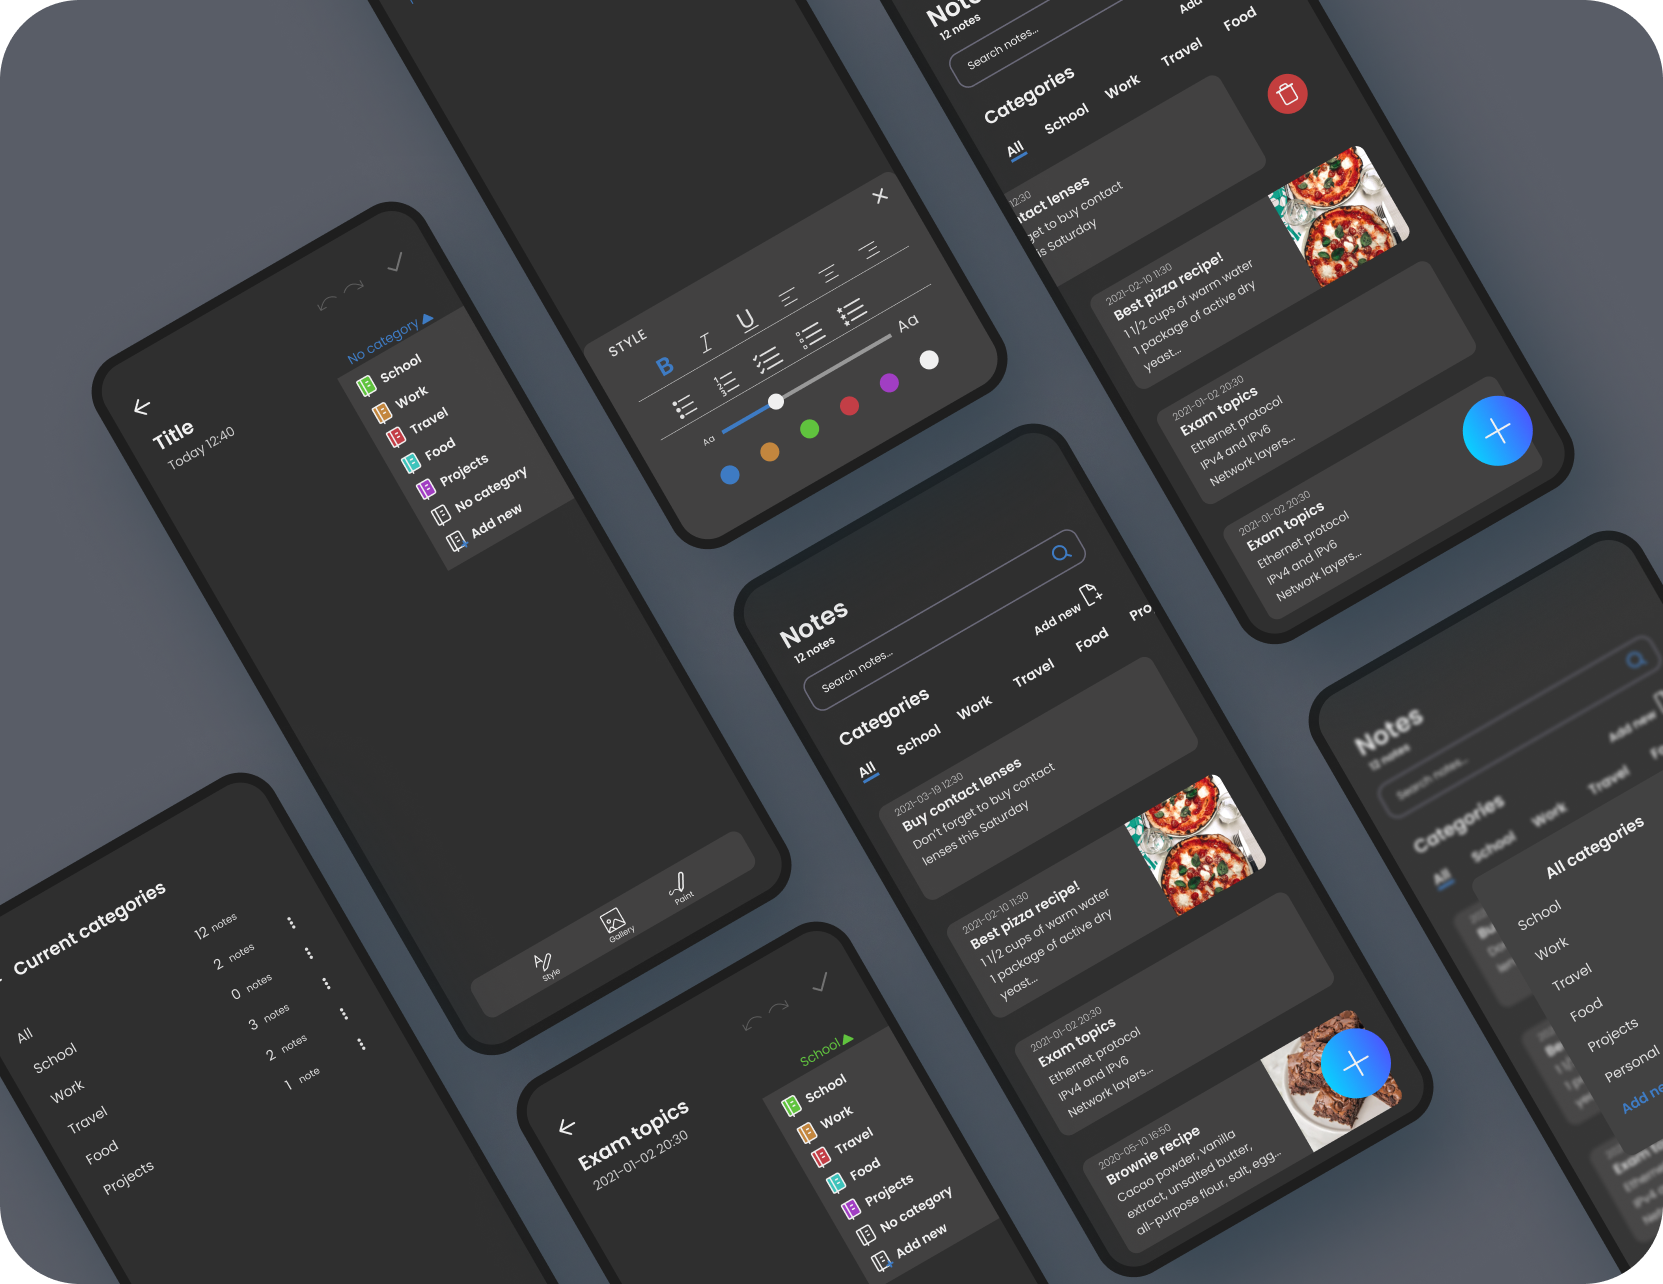 Title
Today 12:40
No category
School
Work
Travel
Food
Projects
No category
Add new
Style
Gallery
Paint
STYLE
B
I
U
1
2
3
Aa
Aa
Notes
12 notes
Search notes...
Add
Categories
All
School
Work
Travel
Food
12:30
tact lenses
get to buy contact
is Saturday
2021-02-10 11:30
Best pizza recipe!
1 1/2 cups of warm water
1 package of active dry
yeast...
2021-01-02 20:30
Exam topics
Ethernet protocol
IPv4 and IPv6
Network layers...
2021-01-02 20:30
Exam topics
Ethernet protocol
IPv4 and IPv6
Network layers...
Current categories
All
12 notes
School
2 notes
Work
0 notes
Travel
3 notes
Food
2 notes
Projects
1 note
Exam topics
2021-01-02 20:30
School
School
Work
Travel
Food
Projects
No category
Add new
Notes
12 notes
Search notes...
Add new
Categories
All
School
Work
Travel
Food
Pro
2021-03-19 12:30
Buy contact lenses
Don't forget to buy contact
lenses this Saturday
2021-02-10 11:30
Best pizza recipe!
1 1/2 cups of warm water
1 package of active dry
yeast...
2021-01-02 20:30
Exam topics
Ethernet protocol
IPv4 and IPv6
Network layers...
2020-05-10 16:50
Brownie recipe
Cacao powder, vanilla
extract, unsalted butter,
all-purpose flour, salt, egg...
Notes
12 notes
Search notes...
Add new
Categories
All
School
Work
Travel
All categories
School
Work
Travel
Food
Projects
Personal
Add ne